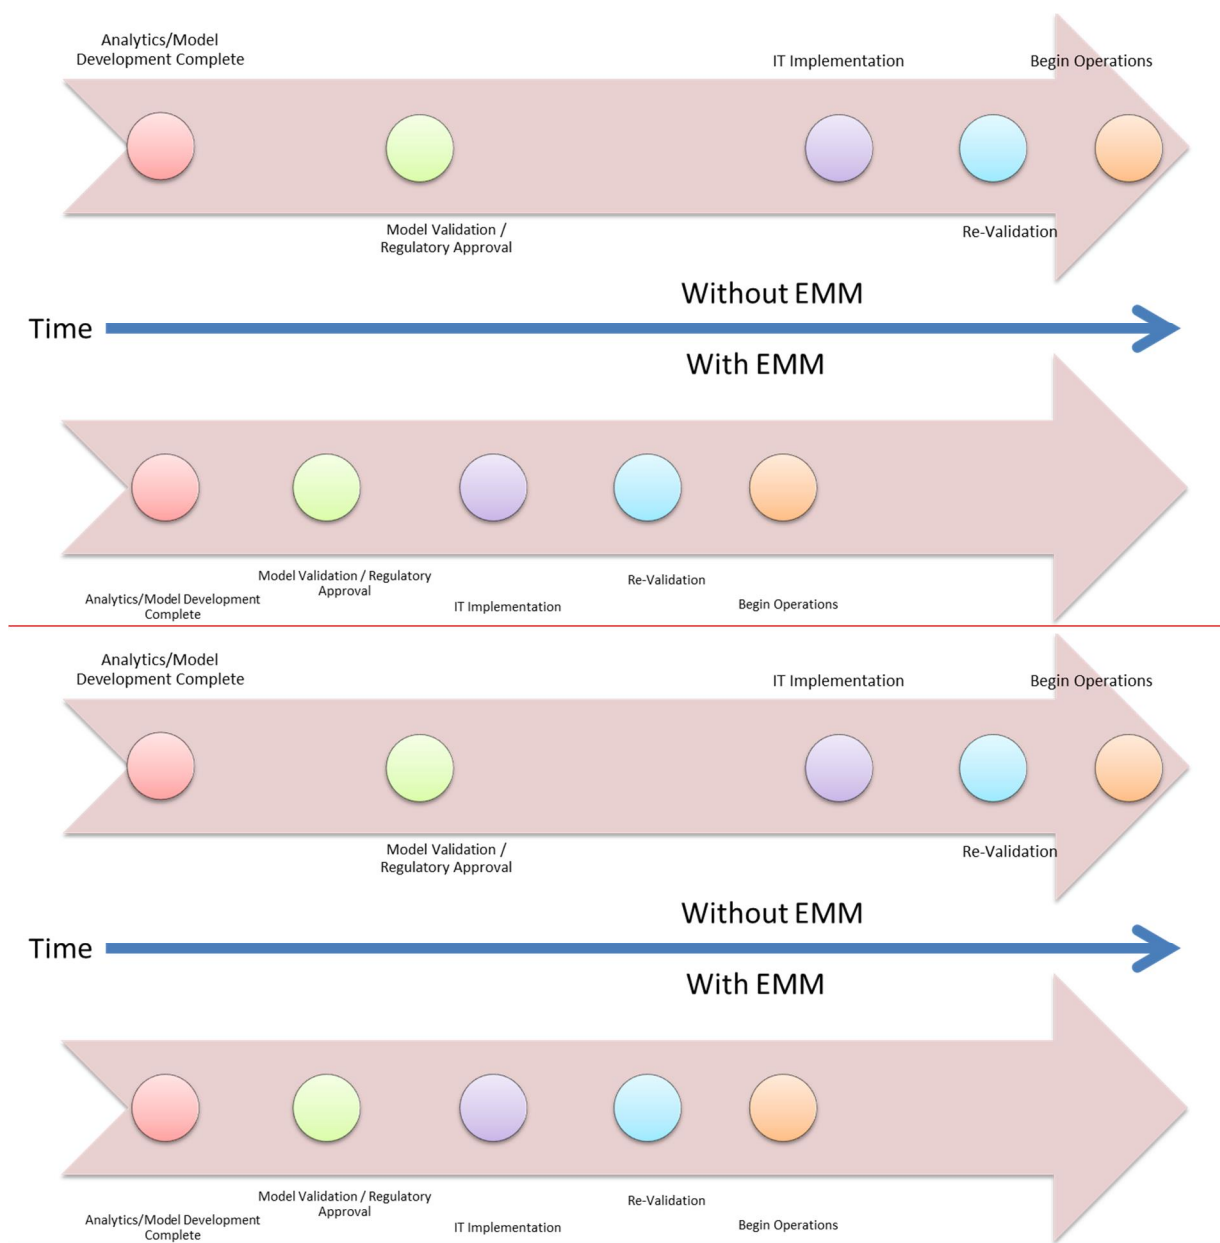 Analytics/Model
Development Complete
IT Implementation
Begin Operations
Model Validation /
Regulatory Approval
Re-Validation
Without EMM
Time
With EMM
Model Validation / Regulatory
Approval
Re-Validation
Analytics/Model Development
Complete
IT Implementation
Begin Operations
Analytics/Model
Development Complete
IT Implementation
Begin Operations
Model Validation /
Regulatory Approval
Re-Validation
Without EMM
Time
With EMM
Model Validation / Regulatory
Approval
Re-Validation
Analytics/Model Development
Complete
IT Implementation
Begin Operations